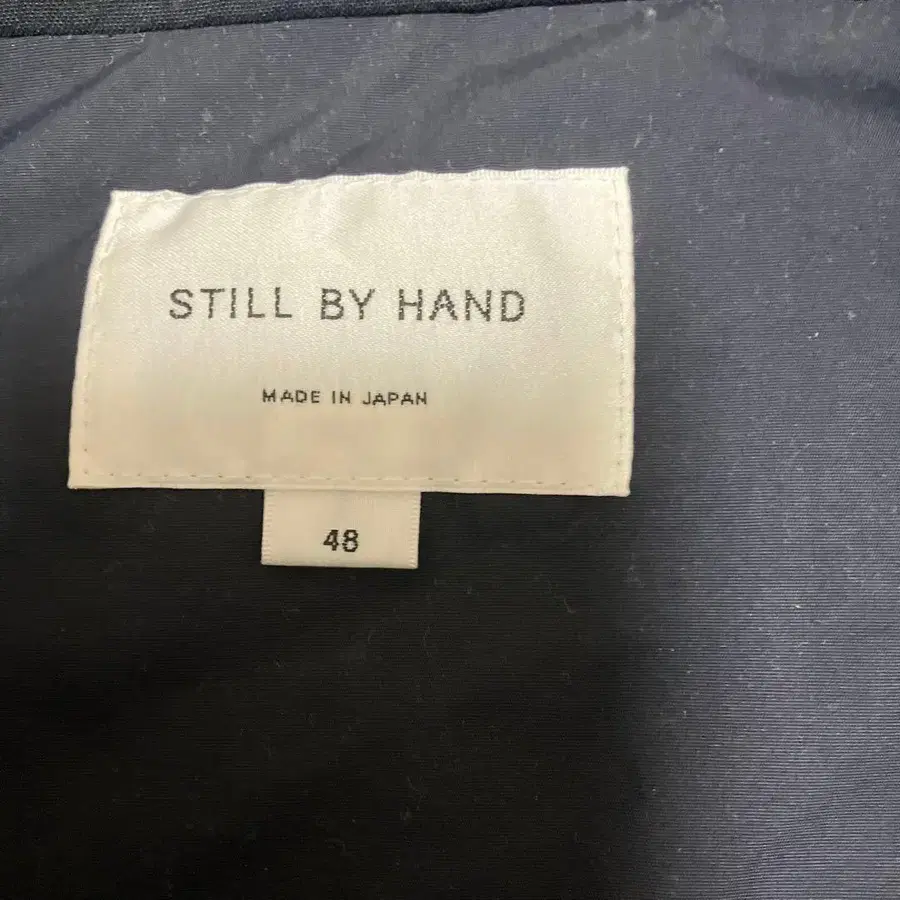 STILL BY HAND
MADE IN JAPAN
48